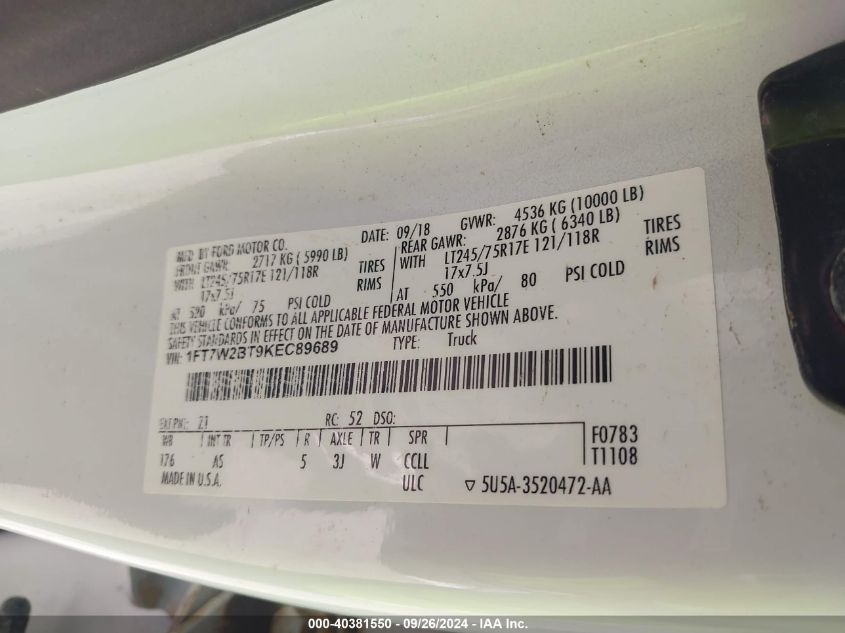 MFD. BY FORD MOTOR CO.
DATE: 09/18
GVWR: 4536 KG (10000 LB)
FRONT GAWR: 2717 KG ( 5990 LB)
REAR GAWR: 2876 KG ( 6340 LB)
WITH LT245/75R17E 121/118R TIRES
WITH LT245/75R17E 121/118R TIRES
17x7.5J RIMS
17x7.5J RIMS
AT 520 kPa/ 75 PSI COLD
AT 550 kPa/ 80 PSI COLD
THIS VEHICLE CONFORMS TO ALL APPLICABLE FEDERAL MOTOR VEHICLE
SAFETY STANDARDS IN EFFECT ON THE DATE OF MANUFACTURE SHOWN ABOVE.
VIN: 1FT7W2BT9KEC89689
TYPE: Truck
EXT PNT: Z1 RC: 52 DSO:
WB INT TR TP/PS R AXLE TR SPR F0783
176 AS 5 3J W CCLL T1108
MADE IN U.S.A. ULC ▽ 5U5A-3520472-AA
000-40381550 - 09/26/2024 - IAA Inc.